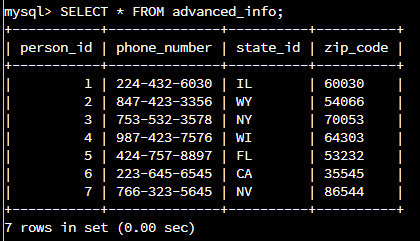 mysql> SELECT * FROM advanced_info;
+-----------+--------------+----------+----------+
| person_id | phone_number | state_id | zip_code |
+-----------+--------------+----------+----------+
|         1 | 224-432-6030 | IL       | 60030    |
|         2 | 847-423-3356 | WY       | 54066    |
|         3 | 753-532-3578 | NY       | 70053    |
|         4 | 987-423-7576 | WI       | 64303    |
|         5 | 424-757-8897 | FL       | 53232    |
|         6 | 223-645-6545 | CA       | 35545    |
|         7 | 766-323-5645 | NV       | 86544    |
+-----------+--------------+----------+----------+
7 rows in set (0.00 sec)